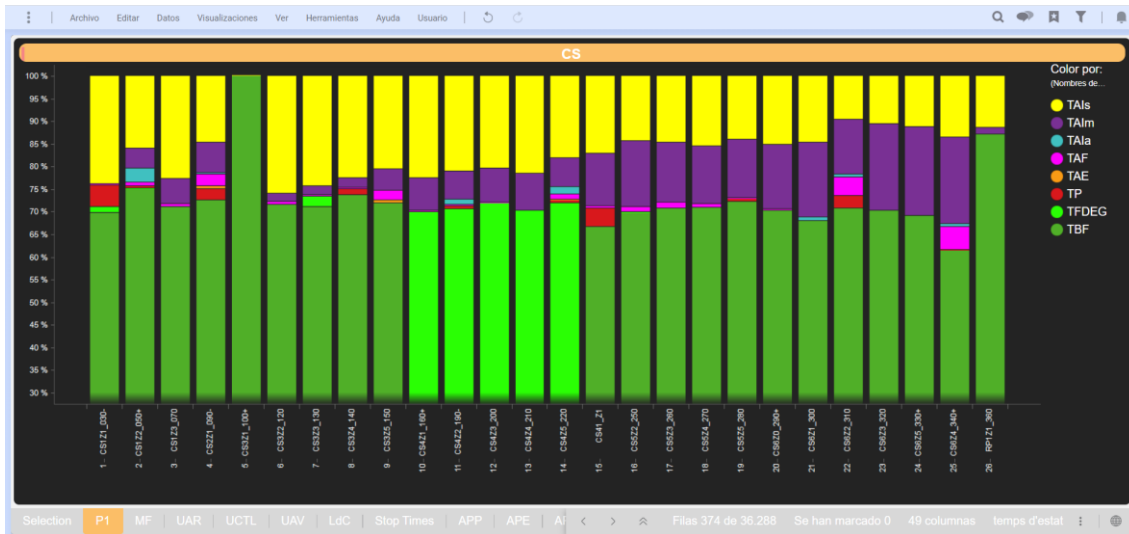 Archivo Editar Datos Visualizaciones Ver Herramientas Ayuda Usuario
CS
Color por:
(Nombres de...
TAIs
TAIm
TAIa
TAF
TAE
TP
TFDEG
TBF
100 %
95 %
90 %
85 %
80 %
75 %
70 %
65 %
60 %
55 %
50 %
45 %
40 %
35 %
30 %
1 - CS1Z1_030-
2 - CS1Z2_050+
3 - CS1Z3_070
4 - CS2Z1_090-
5 - CS3Z1_100+
6 - CS3Z2_120
7 - CS3Z3_130
8 - CS3Z4_140
9 - CS3Z5_150
10 - CS4Z1_160+
11 - CS4Z2_190-
12 - CS4Z3_200
13 - CS4Z4_210
14 - CS4Z5_220
15 - CS41_Z1
16 - CS5Z2_250
17 - CS5Z3_260
18 - CS5Z4_270
19 - CS5Z5_280
20 - CS6Z0_290+
21 - CS6Z1_300
22 - CS6Z2_310
23 - CS6Z3_320
24 - CS6Z5_330+
25 - CS6Z4_340+
26 - RP1Z1_360
Selection P1 MF UAR UCTL UAV LdC Stop Times APP APE Filas 374 de 36.288 Se han marcado 0 49 columnas temps d'estat